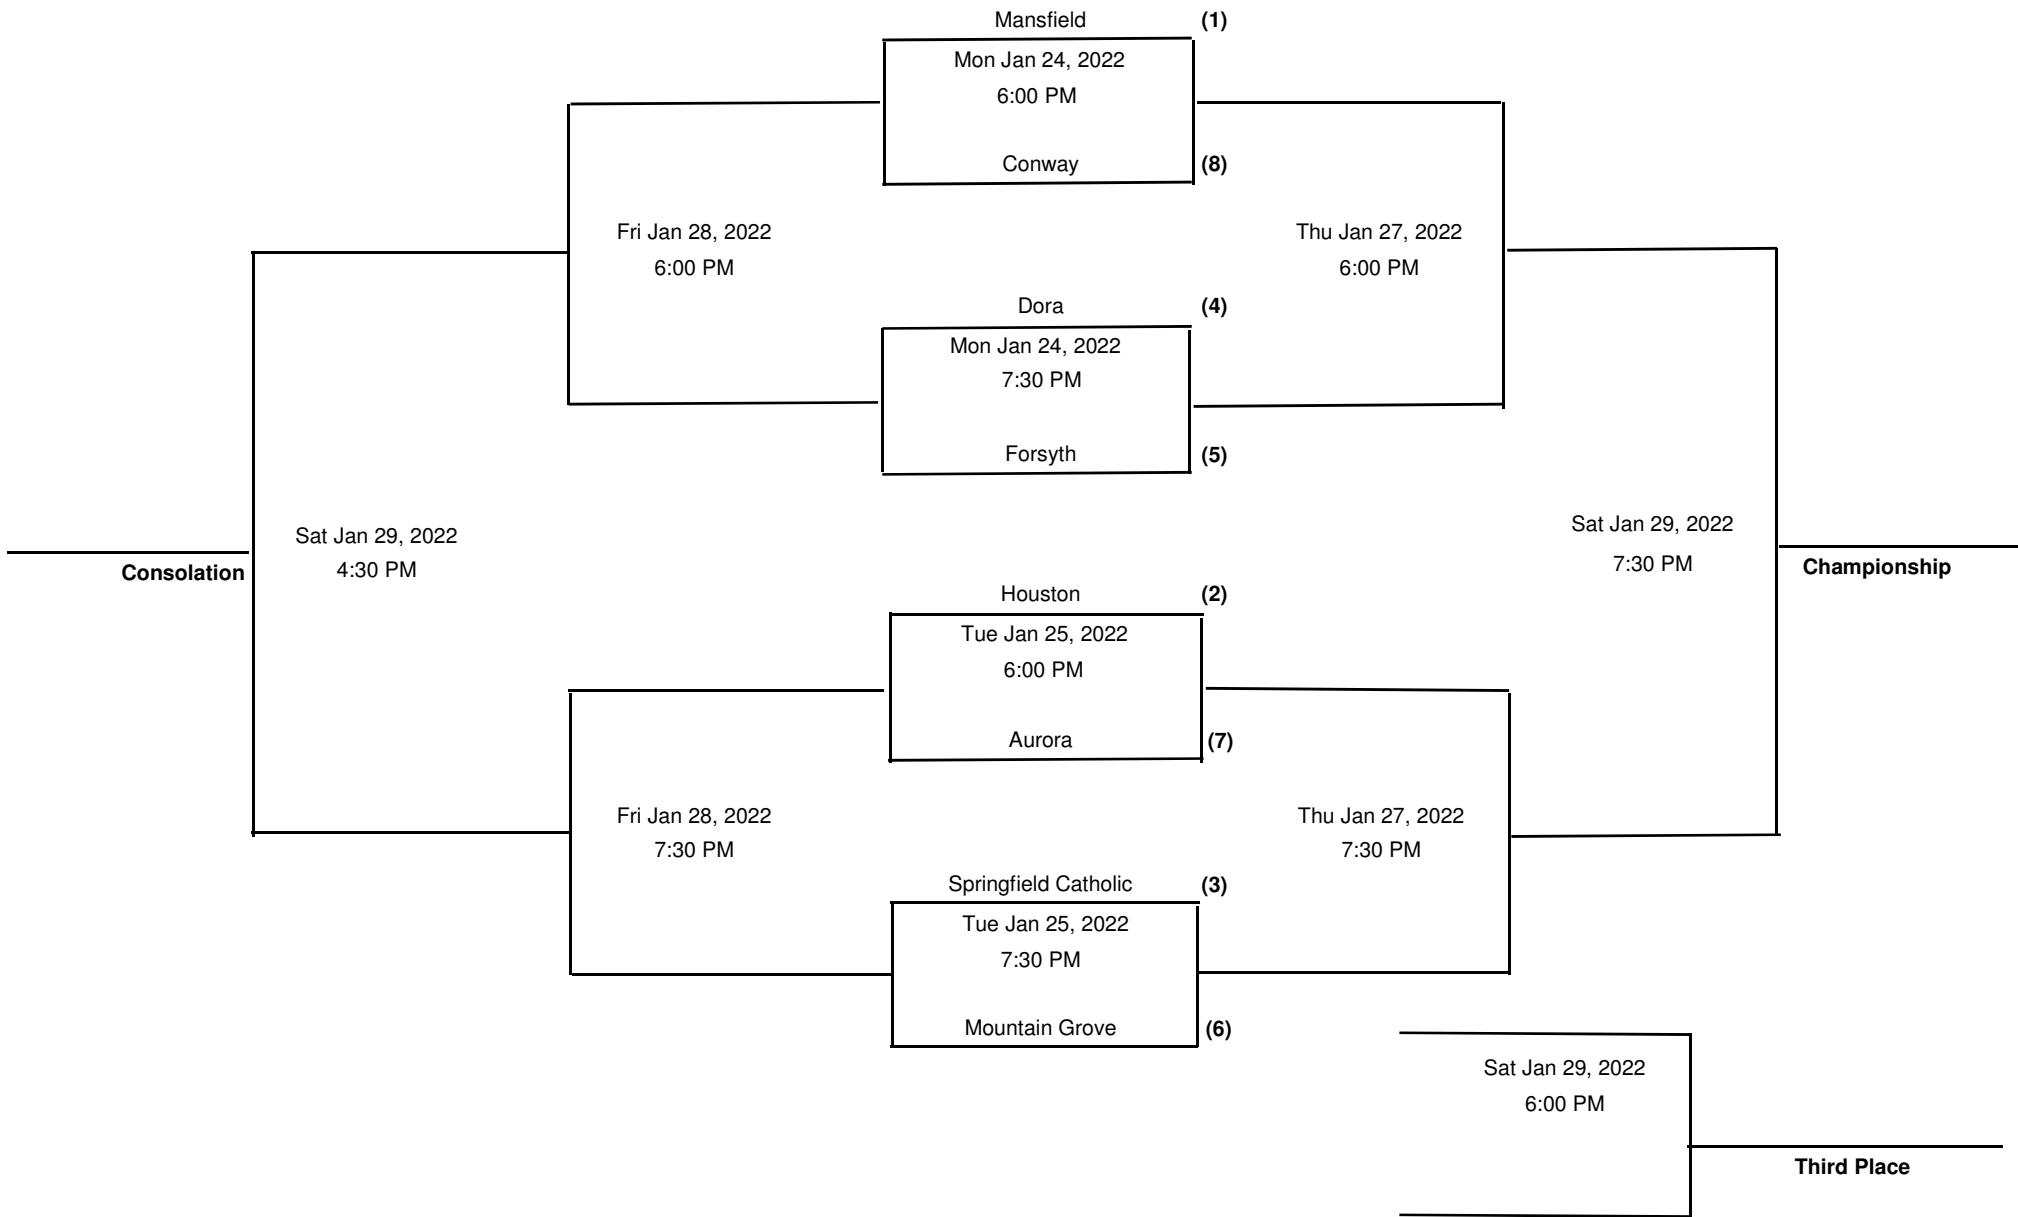 Mansfield (1)
Mon Jan 24, 2022
6:00 PM
Conway (8)
Fri Jan 28, 2022
6:00 PM
Thu Jan 27, 2022
6:00 PM
Dora (4)
Mon Jan 24, 2022
7:30 PM
Forsyth (5)
Sat Jan 29, 2022
4:30 PM
Consolation
Sat Jan 29, 2022
7:30 PM
Championship
Houston (2)
Tue Jan 25, 2022
6:00 PM
Aurora (7)
Fri Jan 28, 2022
7:30 PM
Thu Jan 27, 2022
7:30 PM
Springfield Catholic (3)
Tue Jan 25, 2022
7:30 PM
Mountain Grove (6)
Sat Jan 29, 2022
6:00 PM
Third Place